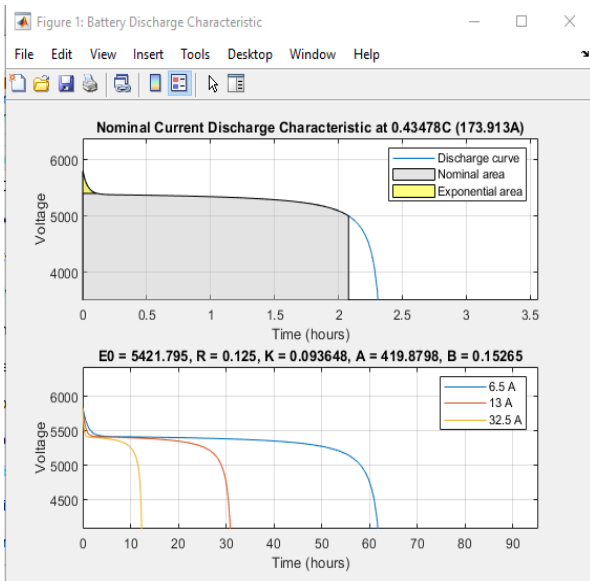 Figure 1: Battery Discharge Characteristic
File Edit View Insert Tools Desktop Window Help
Nominal Current Discharge Characteristic at 0.43478C (173.913A)
Voltage
6000
5000
4000
Discharge curve
Nominal area
Exponential area
0 0.5 1 1.5 2 2.5 3 3.5
Time (hours)
E0 = 5421.795, R = 0.125, K = 0.093648, A = 419.8798, B = 0.15265
Voltage
6000
5500
5000
4500
6.5 A
13 A
32.5 A
0 10 20 30 40 50 60 70 80 90
Time (hours)